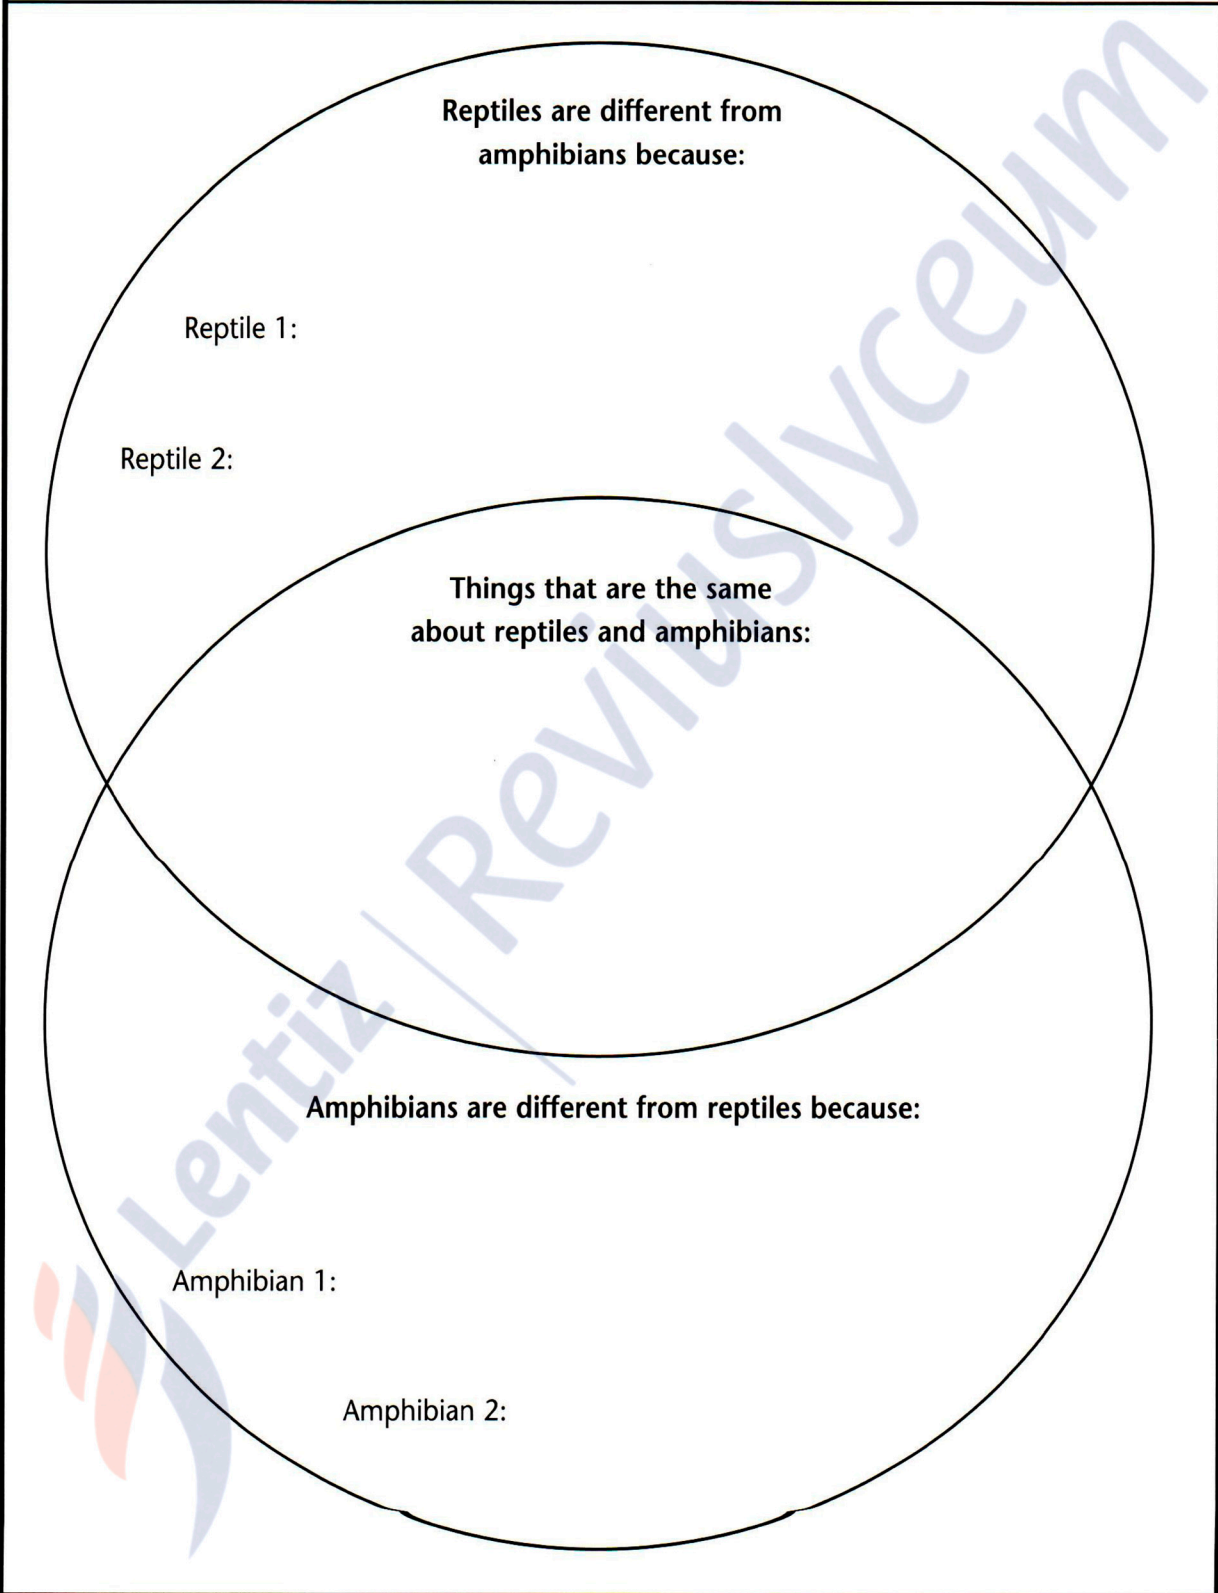 Reptiles are different from
amphibians because:
Reptile 1:
Reptile 2:
Things that are the same
about reptiles and amphibians:
Amphibians are different from reptiles because:
Amphibian 1:
Amphibian 2:
Lentiz | Reviuslyceum